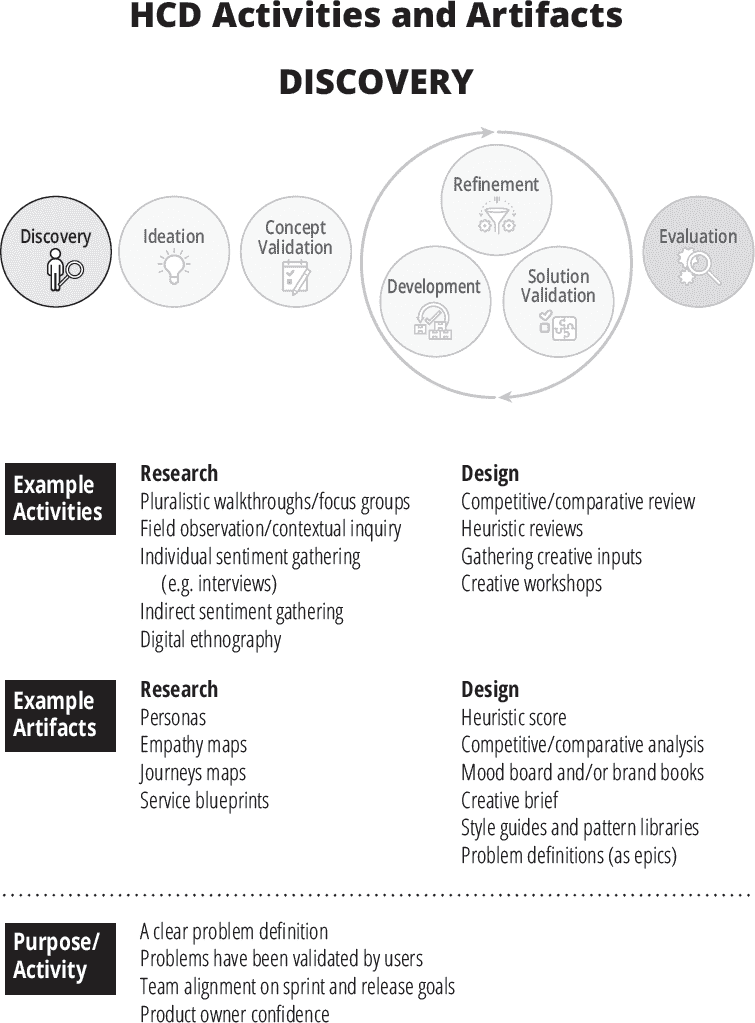 HCD Activities and Artifacts
DISCOVERY
Discovery
Ideation
Concept
Validation
Refinement
Development
Solution
Validation
Evaluation
Example
Activities
Research
Pluralistic walkthroughs/focus groups
Field observation/contextual inquiry
Individual sentiment gathering
(e.g. interviews)
Indirect sentiment gathering
Digital ethnography
Design
Competitive/comparative review
Heuristic reviews
Gathering creative inputs
Creative workshops
Example
Artifacts
Research
Personas
Empathy maps
Journeys maps
Service blueprints
Design
Heuristic score
Competitive/comparative analysis
Mood board and/or brand books
Creative brief
Style guides and pattern libraries
Problem definitions (as epics)
Purpose/
Activity
A clear problem definition
Problems have been validated by users
Team alignment on sprint and release goals
Product owner confidence